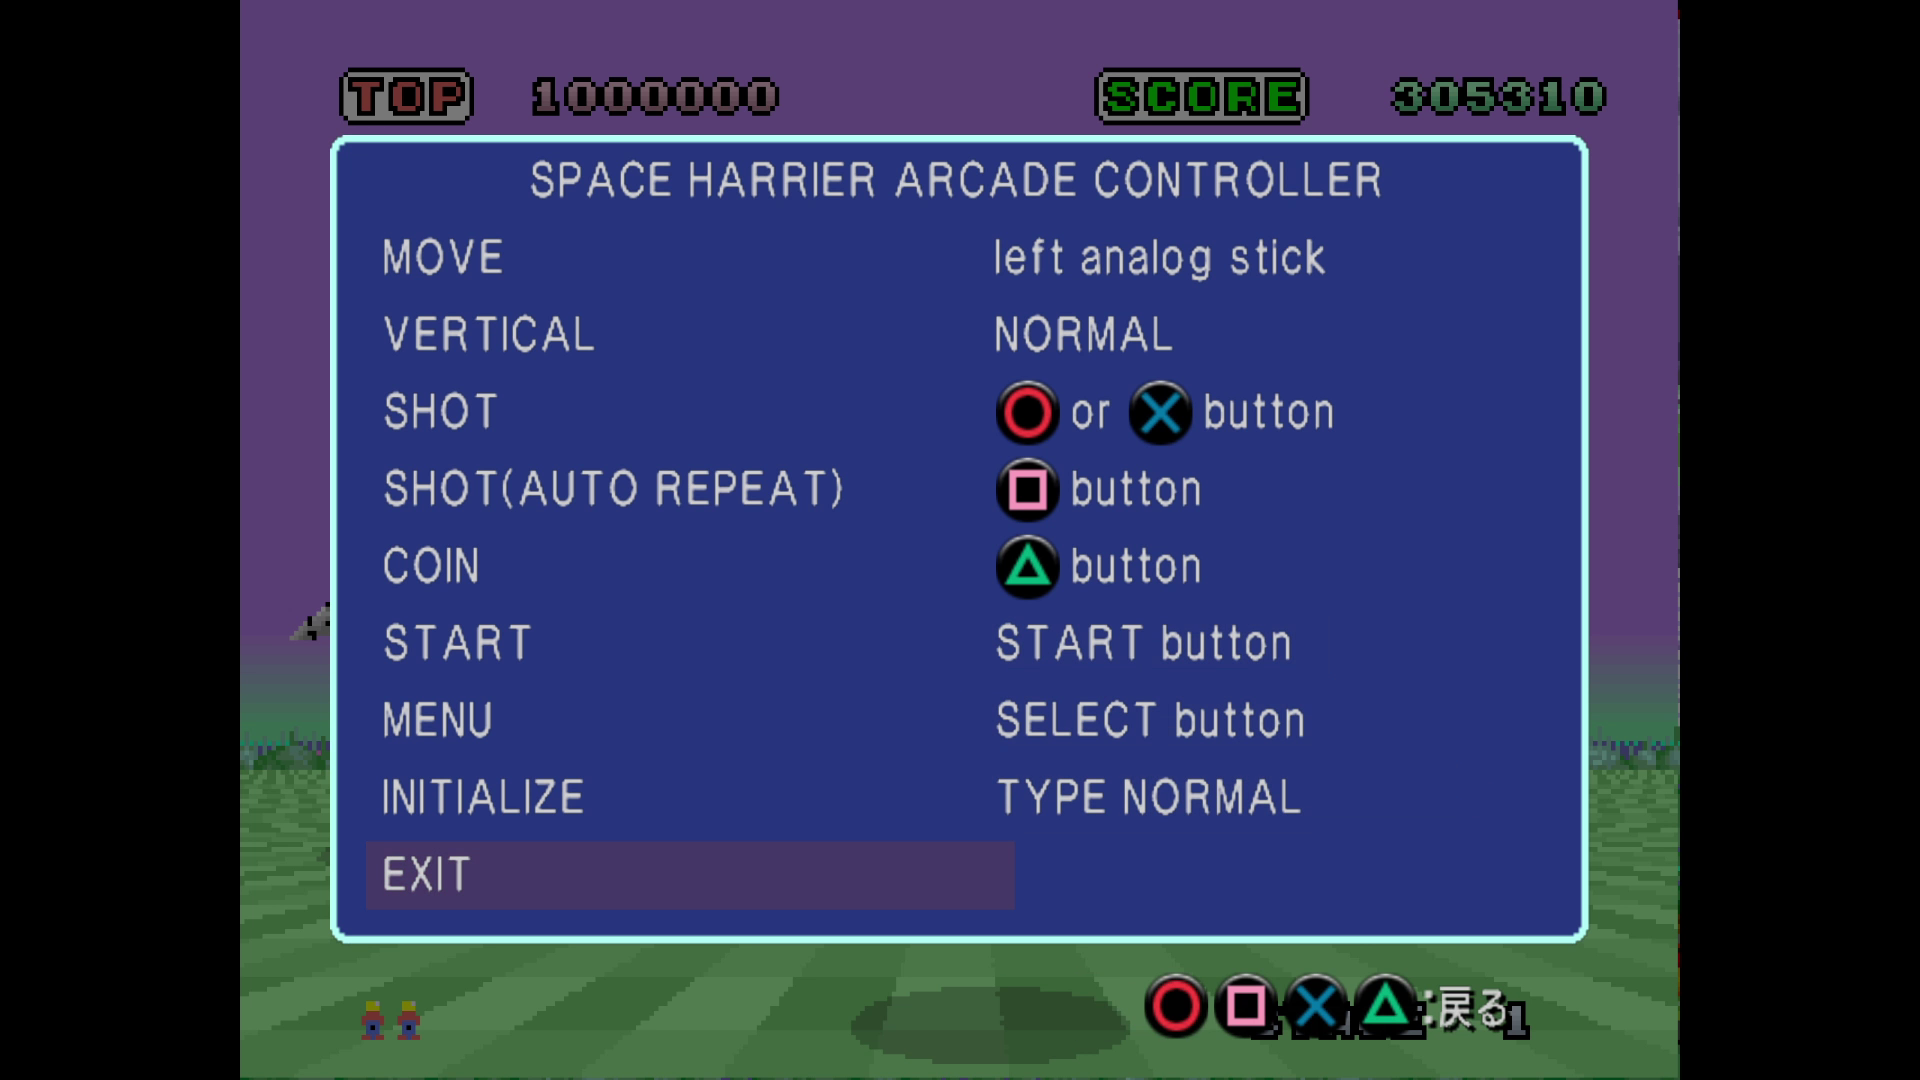 TOP 1000000 SCORE 305310
SPACE HARRIER ARCADE CONTROLLER
MOVE left analog stick
VERTICAL NORMAL
SHOT ○ or × button
SHOT(AUTO REPEAT) □ button
COIN △ button
START START button
MENU SELECT button
INITIALIZE TYPE NORMAL
EXIT
○□×△:戻る 1